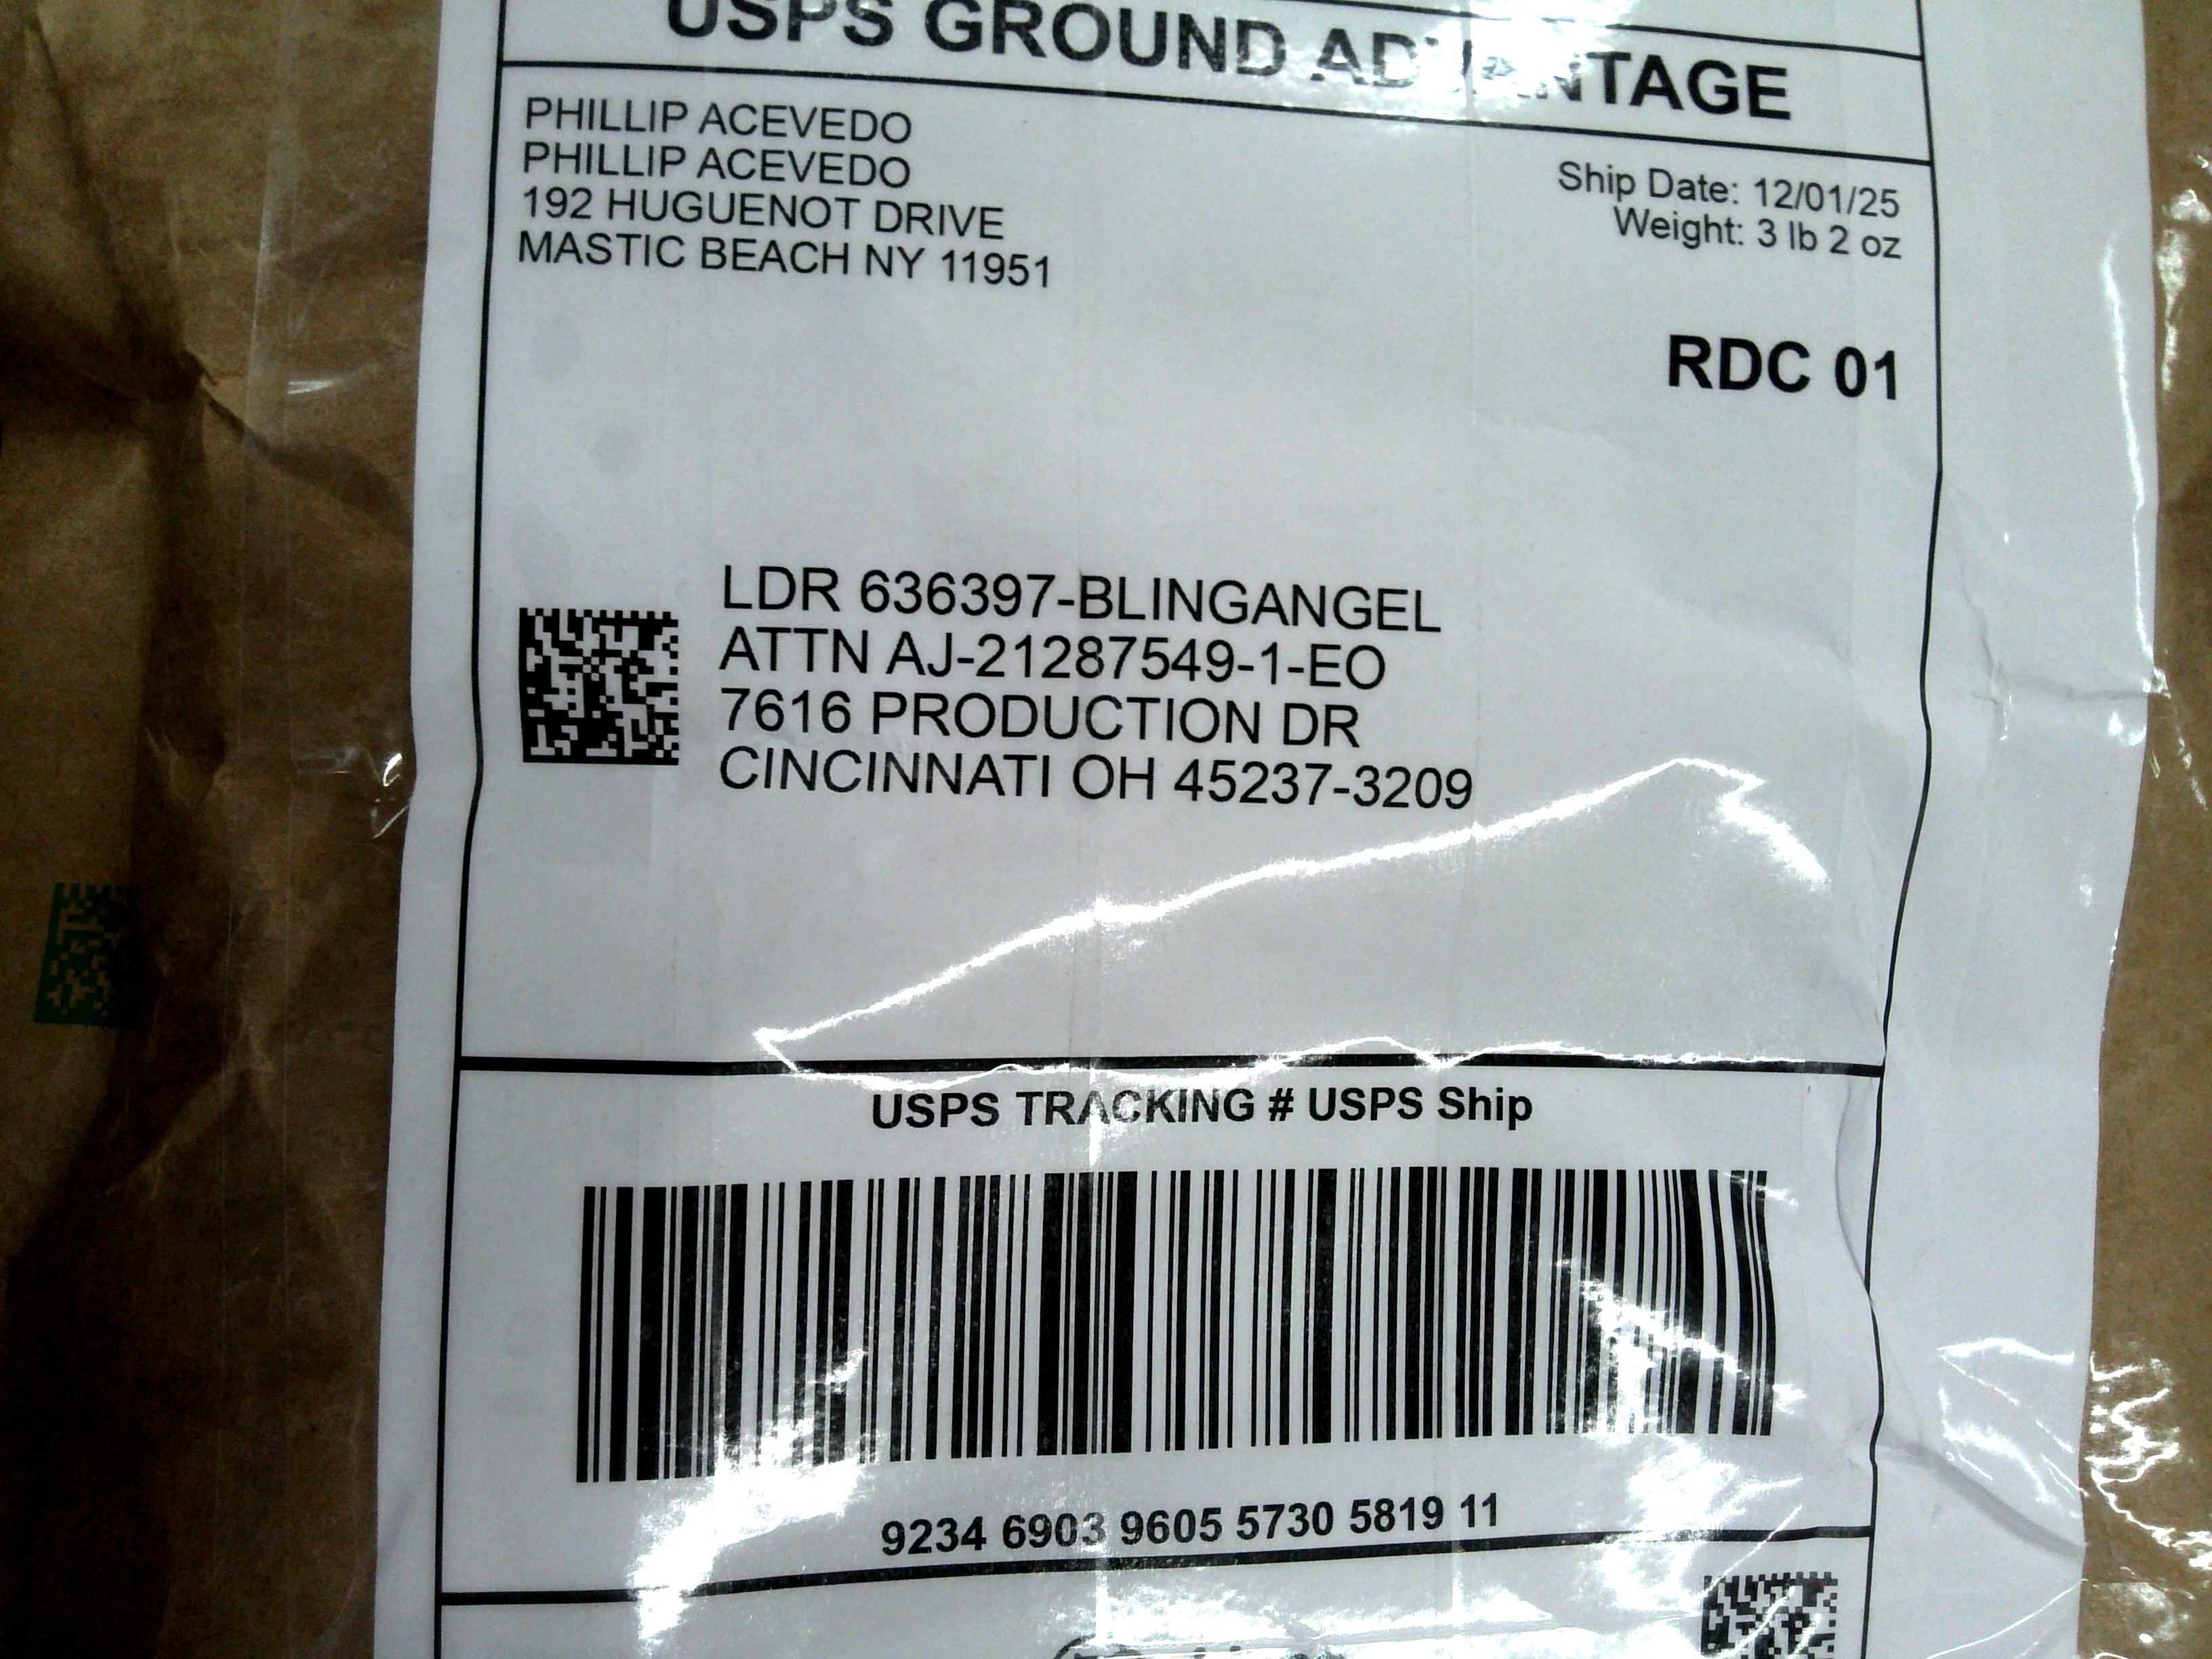 USPS GROUND ADVANTAGE
PHILLIP ACEVEDO
PHILLIP ACEVEDO
192 HUGUENOT DRIVE
MASTIC BEACH NY 11951
Ship Date: 12/01/25
Weight: 3 lb 2 oz
RDC 01
LDR 636397-BLINGANGEL
ATTN AJ-21287549-1-EO
7616 PRODUCTION DR
CINCINNATI OH 45237-3209
USPS TRACKING # USPS Ship
9234 6903 9605 5730 5819 11